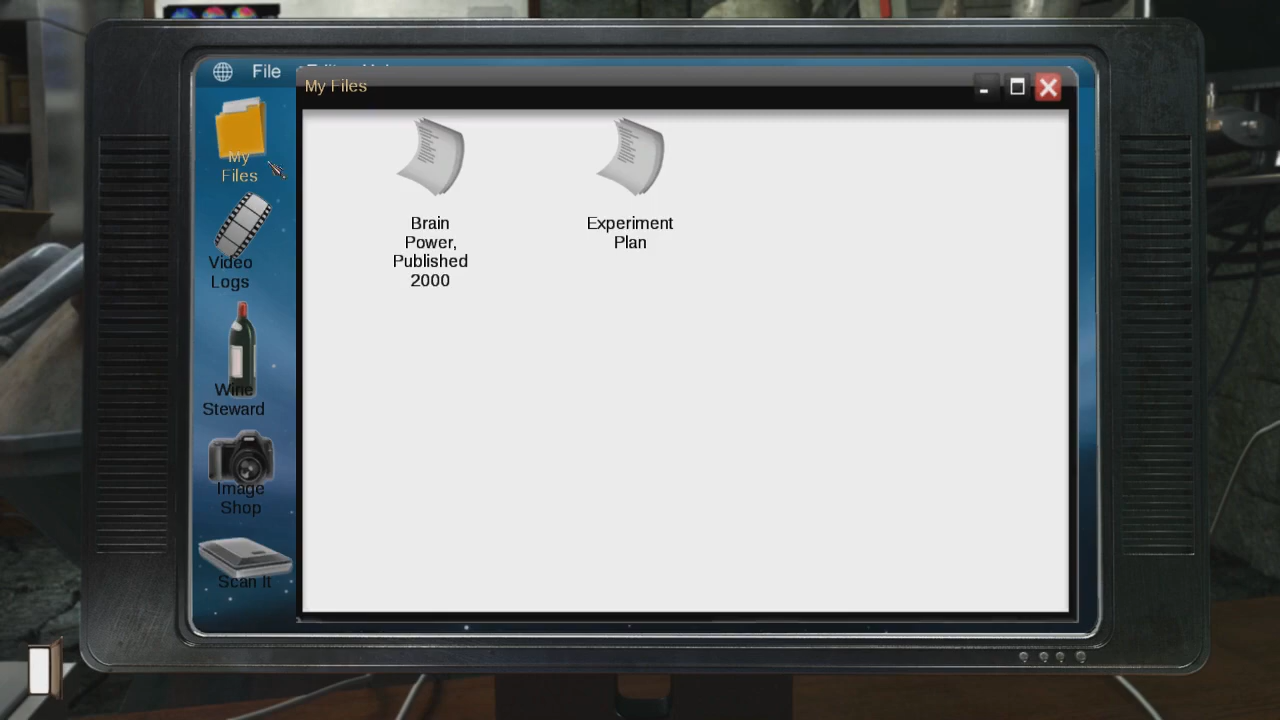 File
My Files
My
Files
Video
Logs
Wine
Steward
Image
Shop
Scan It
Brain
Power,
Published
2000
Experiment
Plan